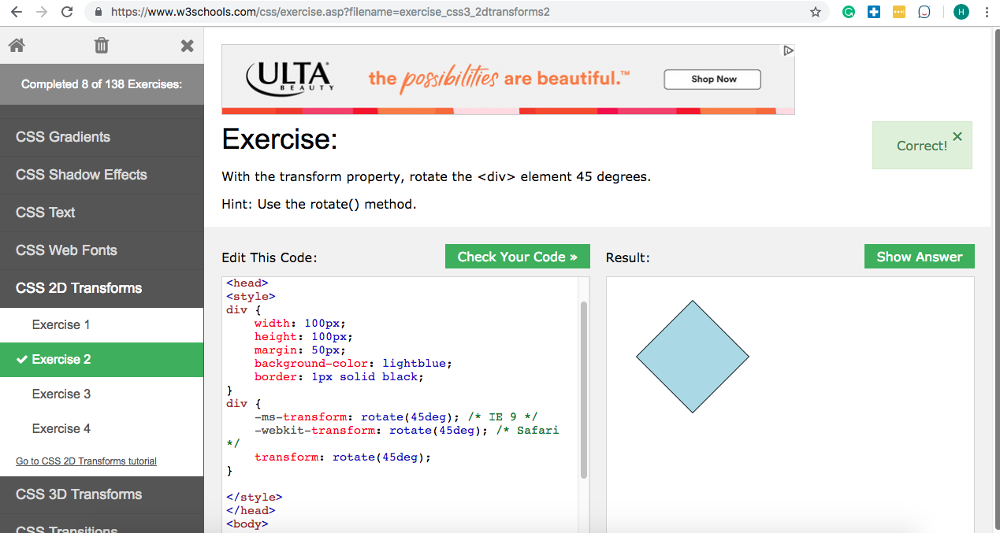 https://www.w3schools.com/css/exercise.asp?filename=exercise_css3_2dtransforms2
H
Completed 8 of 138 Exercises:
CSS Gradients
CSS Shadow Effects
CSS Text
CSS Web Fonts
CSS 2D Transforms
Exercise 1
Exercise 2
Exercise 3
Exercise 4
Go to CSS 2D Transforms tutorial
CSS 3D Transforms
CSS Transitions
ULTA
BEAUTY
the possibilities are beautiful.™
Shop Now
Exercise:
Correct!
With the transform property, rotate the <div> element 45 degrees.
Hint: Use the rotate() method.
Edit This Code:
Check Your Code »
Result:
Show Answer
<head>
<style>
div {
    width: 100px;
    height: 100px;
    margin: 50px;
    background-color: lightblue;
    border: 1px solid black;
}
div {
    -ms-transform: rotate(45deg); /* IE 9 */
    -webkit-transform: rotate(45deg); /* Safari
*/
    transform: rotate(45deg);
}
</style>
</head>
<body>